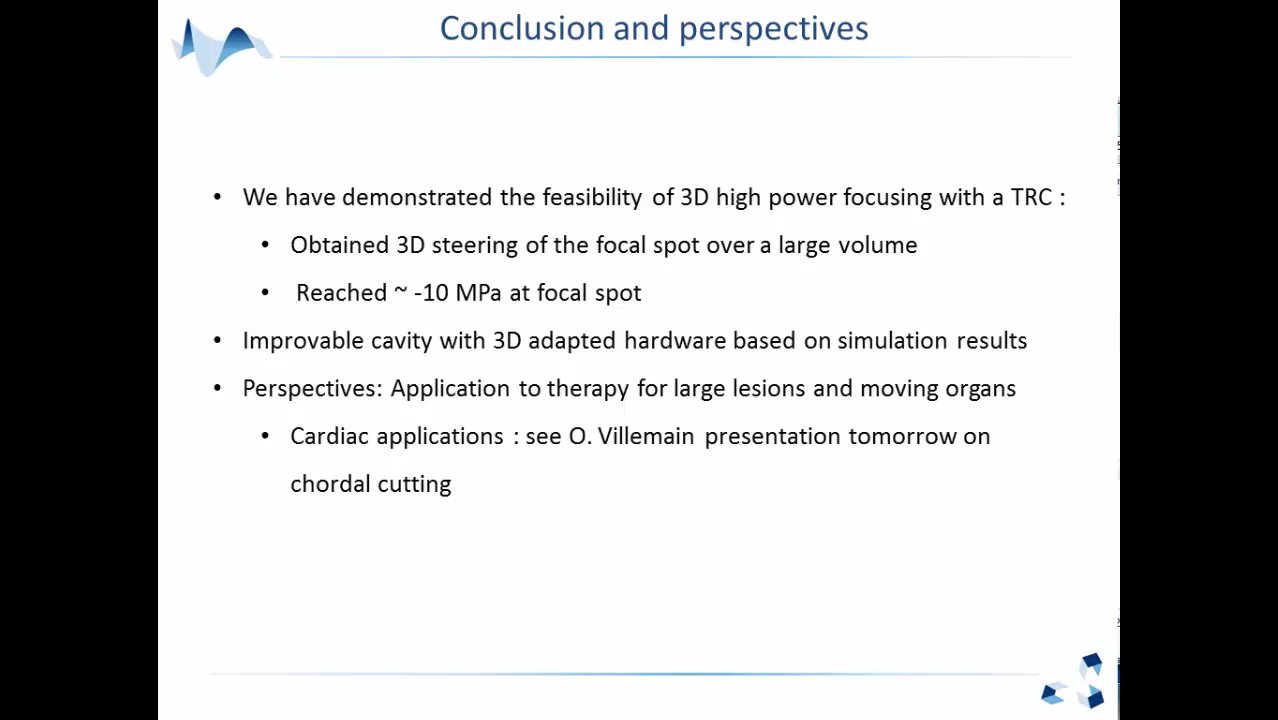 Conclusion and perspectives
• We have demonstrated the feasibility of 3D high power focusing with a TRC :
• Obtained 3D steering of the focal spot over a large volume
• Reached ~ -10 MPa at focal spot
• Improvable cavity with 3D adapted hardware based on simulation results
• Perspectives: Application to therapy for large lesions and moving organs
• Cardiac applications : see O. Villemain presentation tomorrow on
chordal cutting